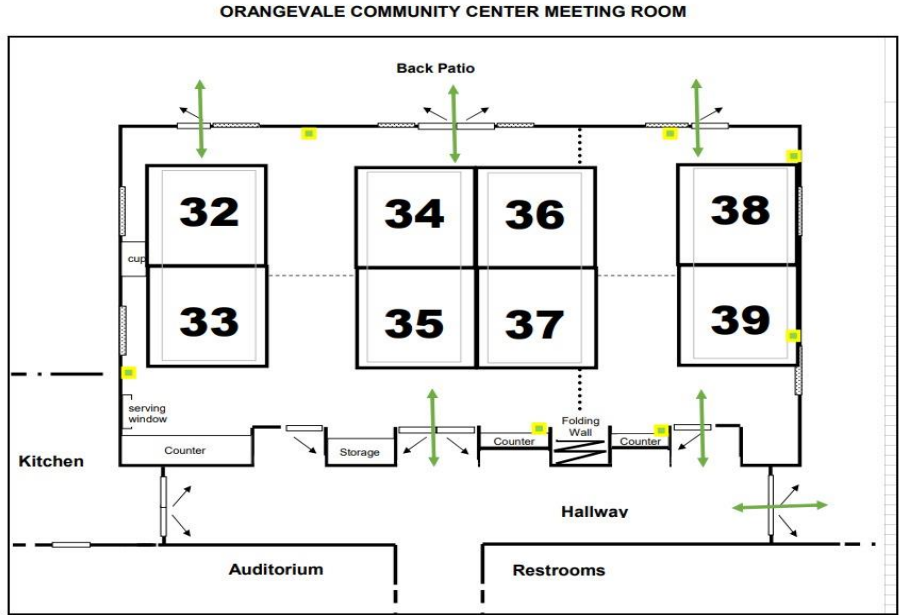 ORANGEVALE COMMUNITY CENTER MEETING ROOM
Back Patio
32
34
36
38
cup
33
35
37
39
serving
window
Folding
Wall
Counter
Storage
Counter
Counter
Kitchen
Hallway
Auditorium
Restrooms